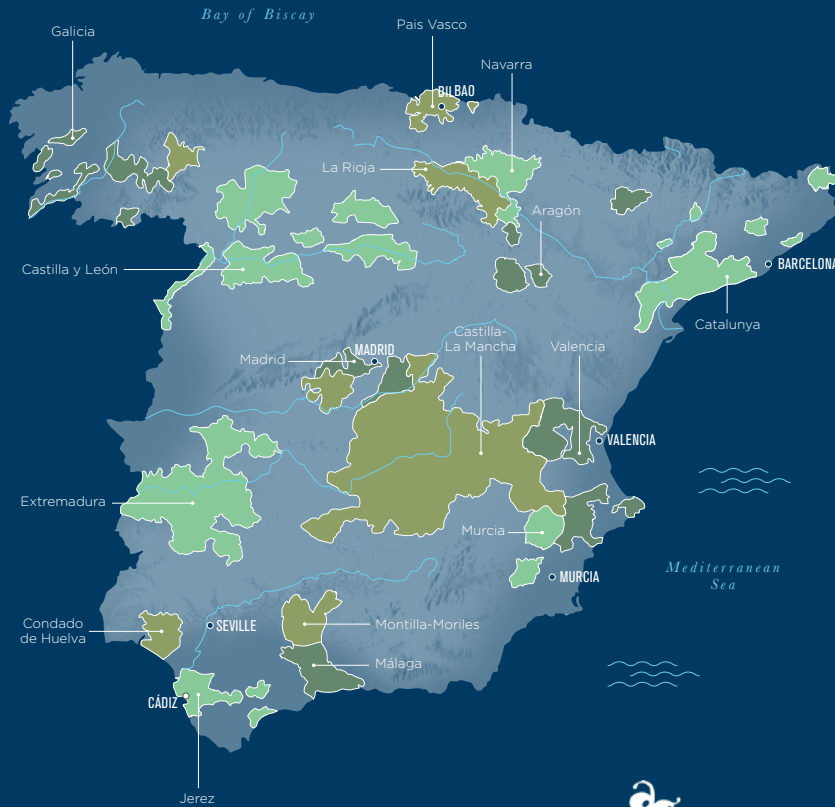 Bay of Biscay
Galicia
Pais Vasco
Navarra
BILBAO
La Rioja
Aragón
Castilla y León
BARCELONA
Catalunya
Madrid
MADRID
Castilla-
La Mancha
Valencia
VALENCIA
Extremadura
Murcia
MURCIA
Mediterranean
Sea
Condado
de Huelva
SEVILLE
Montilla-Moriles
Málaga
CÁDIZ
Jerez